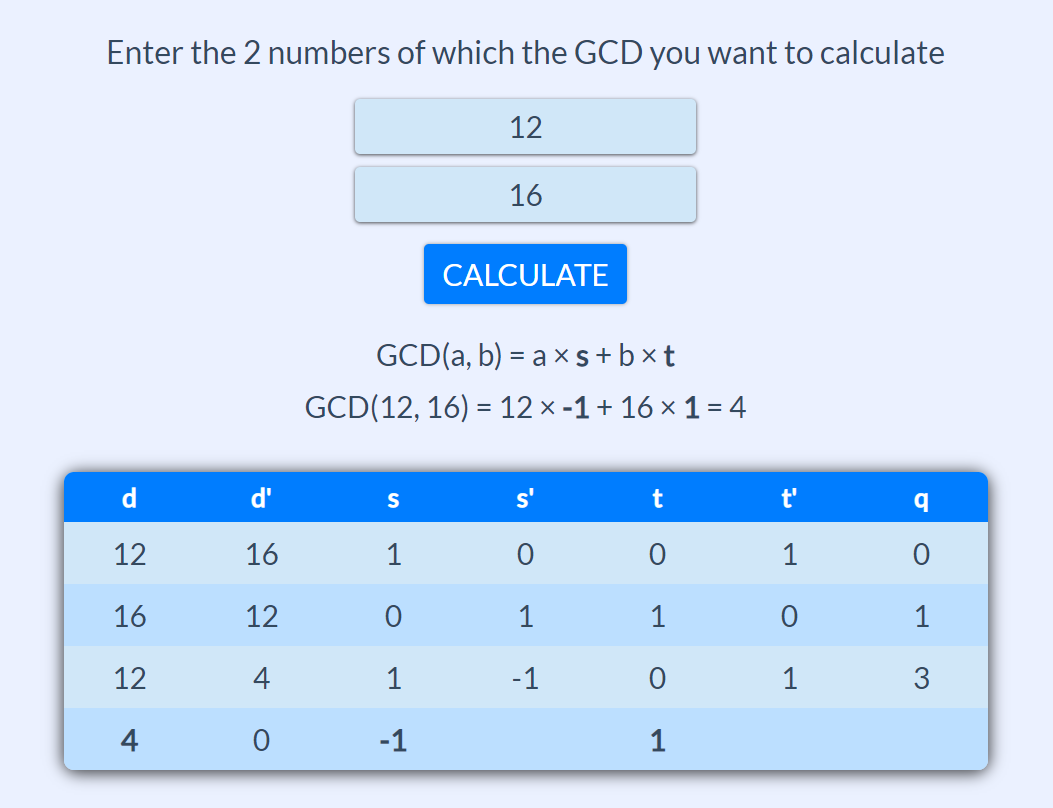 Enter the 2 numbers of which the GCD you want to calculate
12
16
CALCULATE
GCD(a, b) = a × s + b × t
GCD(12, 16) = 12 × -1 + 16 × 1 = 4
d d' s s' t t' q
12 16 1 0 0 1 0
16 12 0 1 1 0 1
12 4 1 -1 0 1 3
4 0 -1 1